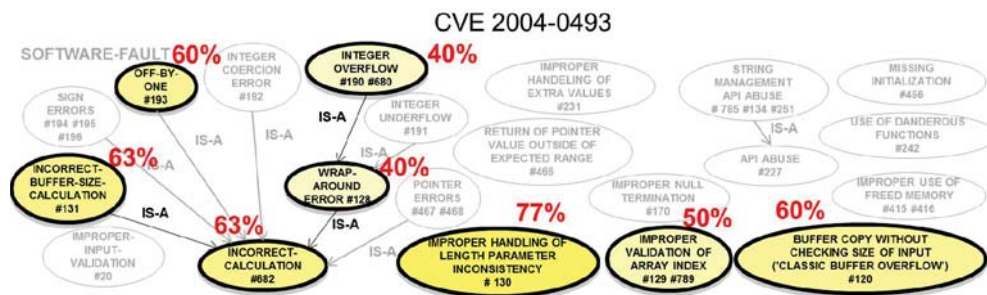 CVE 2004-0493
SOFTWARE-FAULT
60%
OFF-BY-
ONE
#193
INTEGER
COERCION
ERROR
#192
INTEGER
OVERFLOW
#190 #680
40%
IMPROPER
HANDELING OF
EXTRA VALUES
#231
STRING
MANAGEMENT
API ABUSE
# 785 #134 #251
MISSING
INITIALIZATION
#456
SIGN
ERRORS
#194 #195
#196
IS-A
IS-A
IS-A
IS-A
INTEGER
UNDERFLOW
#191
IS-A
RETURN OF POINTER
VALUE OUTSIDE OF
EXPECTED RANGE
#466
IS-A
USE OF DANGEROUS
FUNCTIONS
#242
API ABUSE
#227
63%
INCORRECT-
BUFFER-SIZE-
CALCULATION
#131
IS-A
40%
WRAP-
AROUND
ERROR #128
POINTER
ERRORS
#467 #468
IMPROPER NULL
TERMINATION
#170
IMPROPER USE OF
FREED MEMORY
#415 #416
IMPROPER-
INPUT-
VALIDATION
#20
63%
INCORRECT-
CALCULATION
#682
IS-A
IS-A
77%
IMPROPER HANDLING OF
LENGTH PARAMETER
INCONSISTENCY
# 130
50%
IMPROPER
VALIDATION OF
ARRAY INDEX
#129 #789
60%
BUFFER COPY WITHOUT
CHECKING SIZE OF INPUT
('CLASSIC BUFFER OVERFLOW')
#120